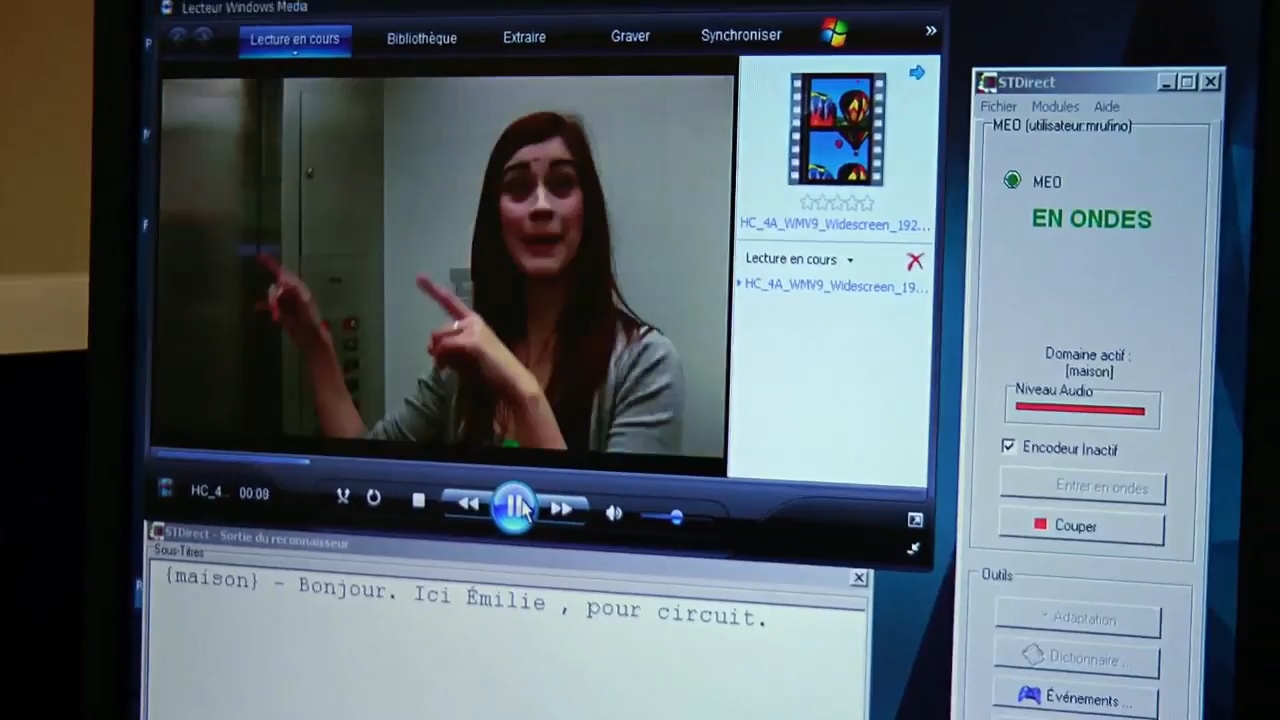 Lecteur Windows Media
Lecture en cours
Bibliothèque
Extraire
Graver
Synchroniser
»
HC_4A_WMV9_Widescreen_192...
Lecture en cours
HC_4A_WMV9_Widescreen_19...
HC_4... 00:09
STDirect
Fichier Modules Aide
MEO (utilisateur:mrufino)
MEO
EN ONDES
Domaine actif :
[maison]
Niveau Audio
Encodeur Inactif
Entrer en ondes
Couper
Outils
Adaptation
Dictionnaire ...
Événements ...
STDirect - Sortie du reconnaisseur
Sous-Titres
{maison} - Bonjour. Ici Émilie , pour circuit.